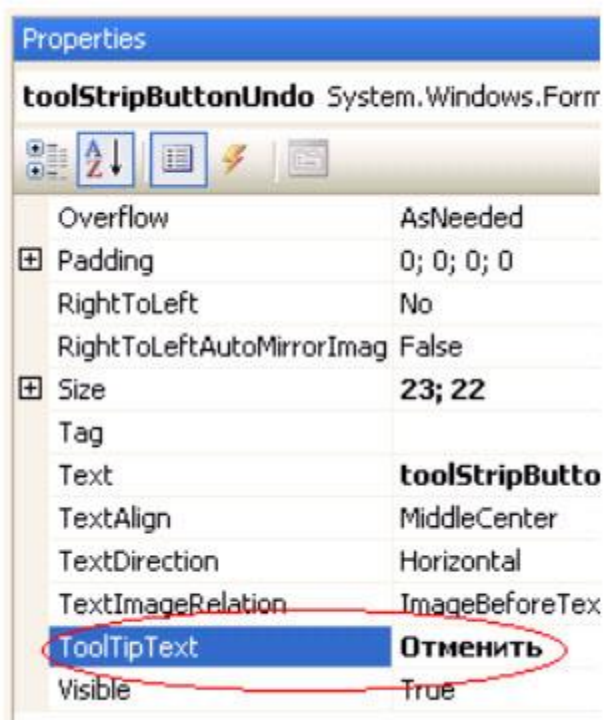 Properties
toolStripButtonUndo System.Windows.Form
Overflow AsNeeded
Padding 0; 0; 0; 0
RightToLeft No
RightToLeftAutoMirrorImag False
Size 23; 22
Tag
Text toolStripButto
TextAlign MiddleCenter
TextDirection Horizontal
TextImageRelation ImageBeforeTex
ToolTipText Отменить
Visible True